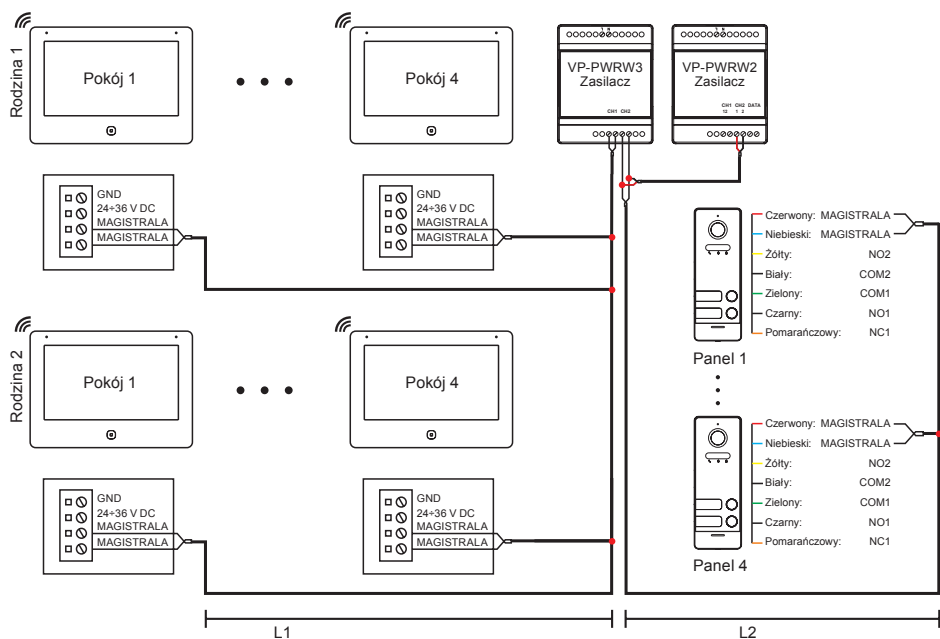 Rodzina 1
Pokój 1
Pokój 4
VP-PWRW3
Zasilacz
CH1 CH2
VP-PWRW2
Zasilacz
CH1 CH2 DATA
12 1 2
GND
24÷36 V DC
MAGISTRALA
MAGISTRALA
GND
24÷36 V DC
MAGISTRALA
MAGISTRALA
Czerwony: MAGISTRALA
Niebieski: MAGISTRALA
Żółty: NO2
Biały: COM2
Zielony: COM1
Czarny: NO1
Pomarańczowy: NC1
Panel 1
Rodzina 2
Pokój 1
Pokój 4
GND
24÷36 V DC
MAGISTRALA
MAGISTRALA
GND
24÷36 V DC
MAGISTRALA
MAGISTRALA
Czerwony: MAGISTRALA
Niebieski: MAGISTRALA
Żółty: NO2
Biały: COM2
Zielony: COM1
Czarny: NO1
Pomarańczowy: NC1
Panel 4
L1
L2